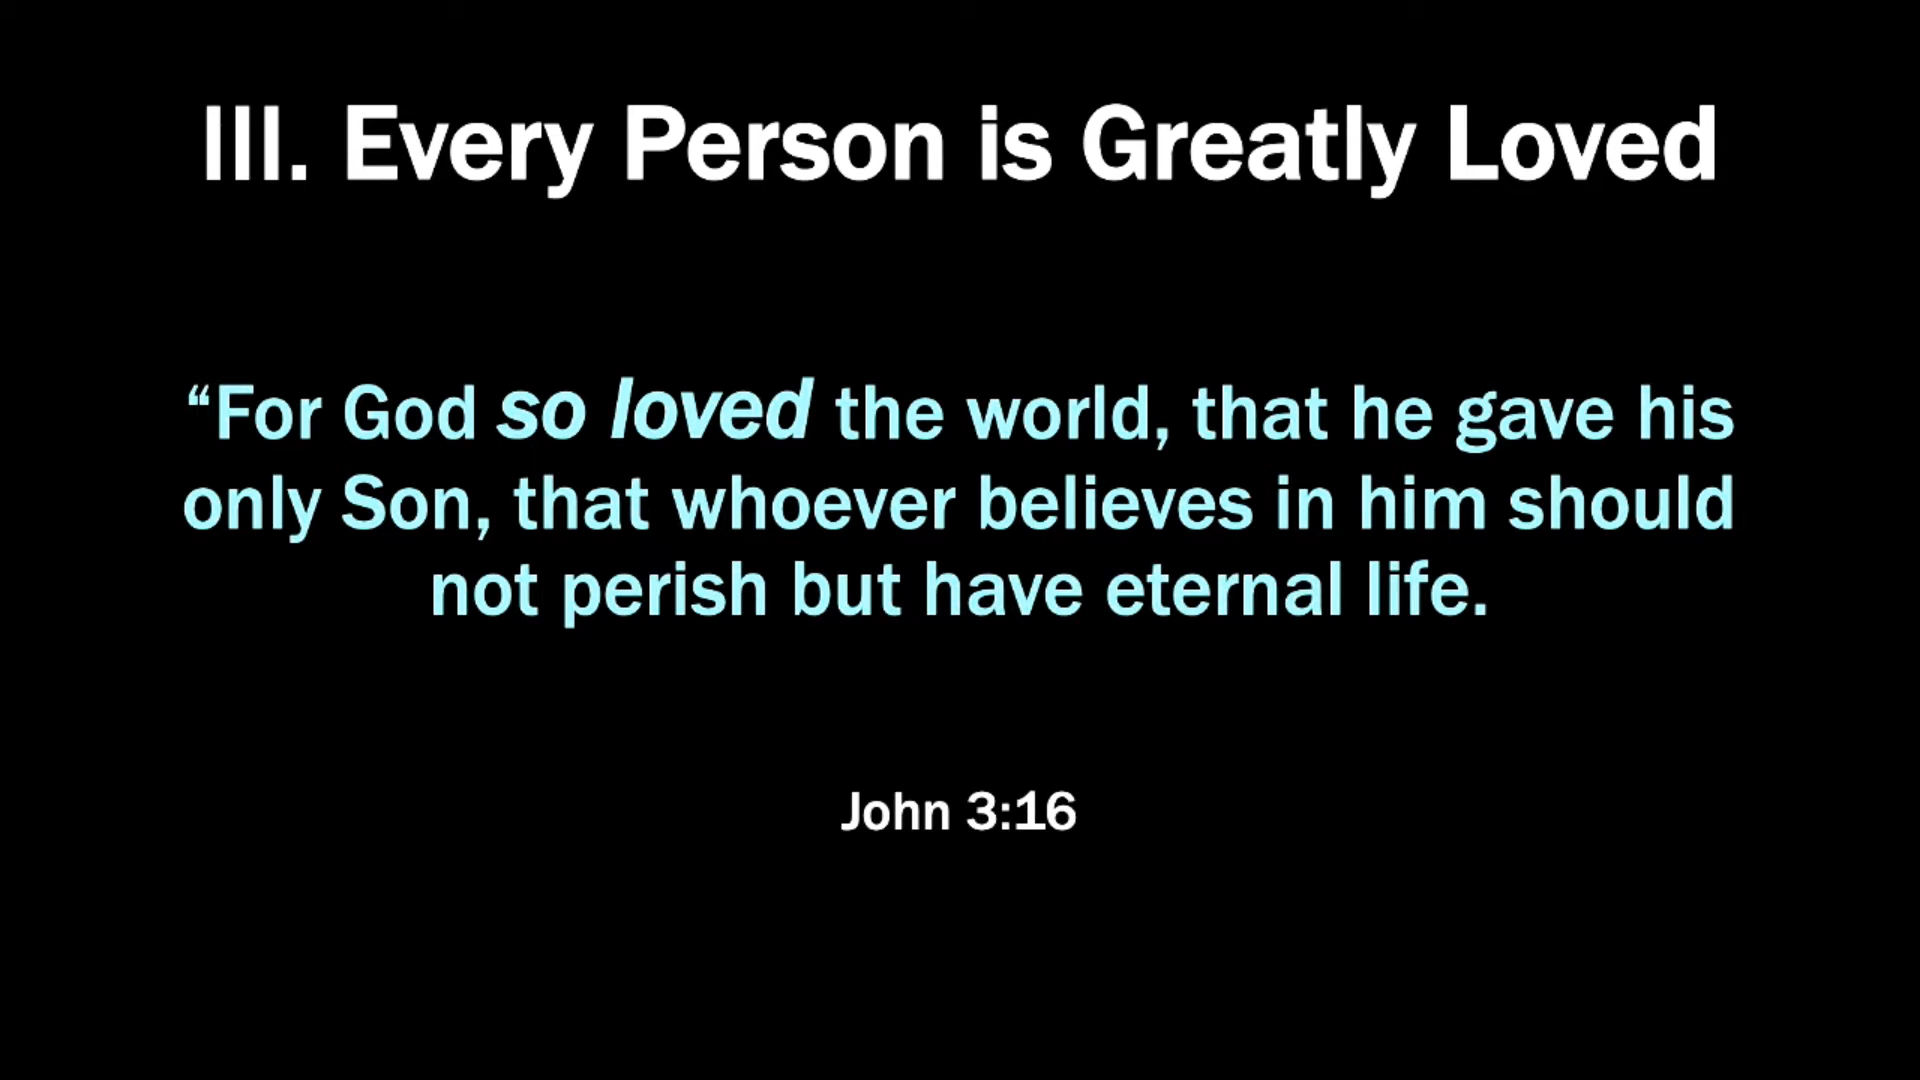 III. Every Person is Greatly Loved
“For God so loved the world, that he gave his
only Son, that whoever believes in him should
not perish but have eternal life.
John 3:16